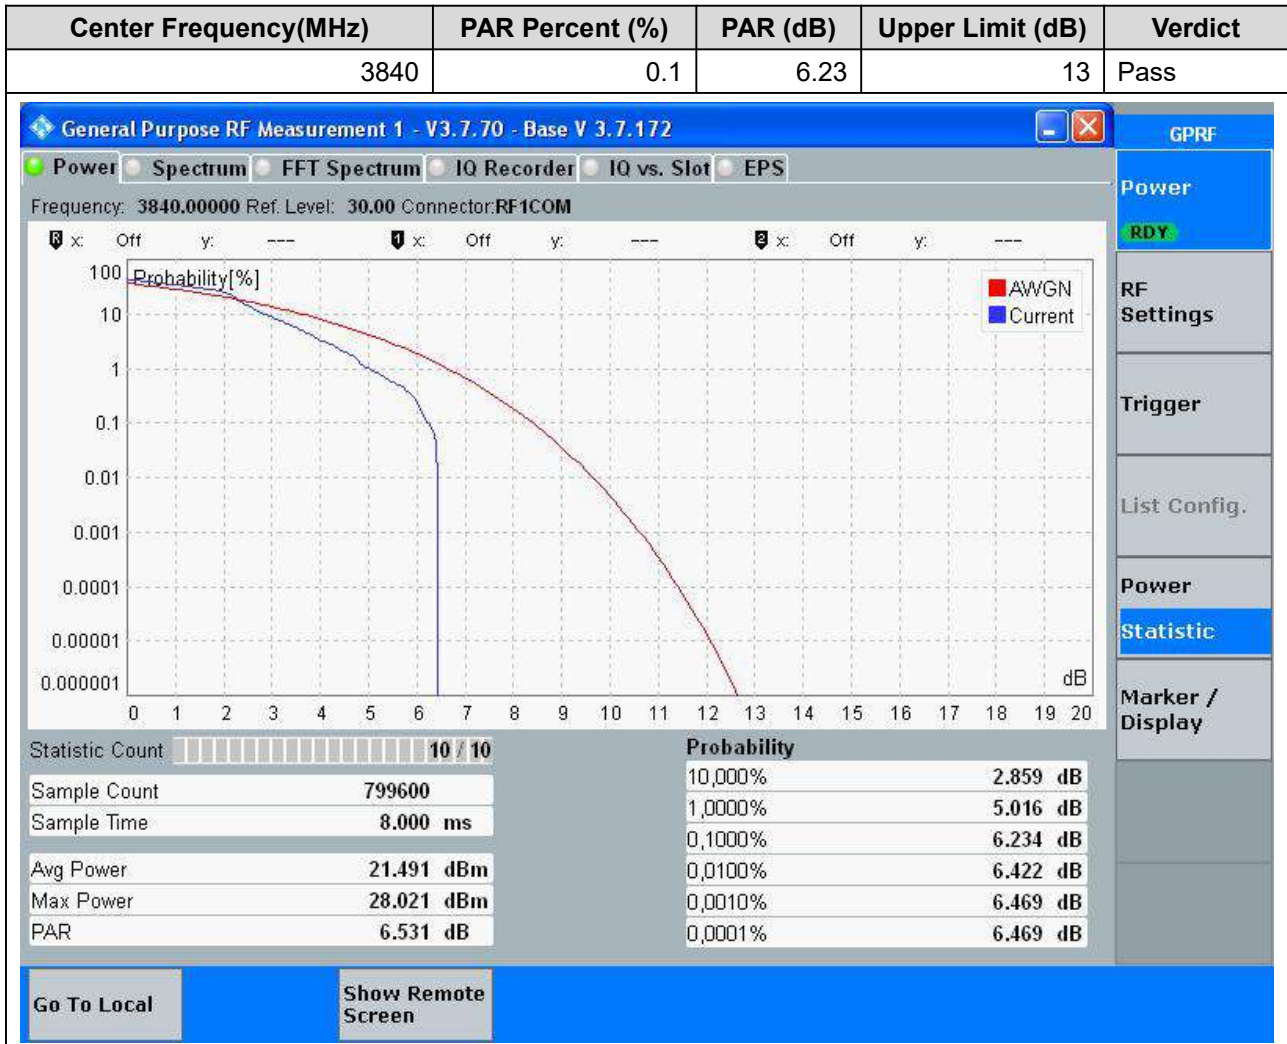 Center Frequency(MHz) PAR Percent (%) PAR (dB) Upper Limit (dB) Verdict
3840 0.1 6.23 13 Pass
General Purpose RF Measurement 1 - V3.7.70 - Base V 3.7.172
GPRF
Power Spectrum FFT Spectrum IQ Recorder IQ vs. Slot EPS
Power
RDY
Frequency: 3840.00000 Ref. Level: 30.00 Connector:RF1COM
R x: Off y: --- 1 x: Off y: --- 2 x: Off y: ---
100 Probability[%]
AWGN
Current
10
1
0.1
0.01
0.001
0.0001
0.00001
0.000001
dB
0 1 2 3 4 5 6 7 8 9 10 11 12 13 14 15 16 17 18 19 20
RF
Settings
Trigger
List Config.
Power
Statistic
Marker /
Display
Statistic Count 10 / 10
Sample Count 799600
Sample Time 8.000 ms
Avg Power 21.491 dBm
Max Power 28.021 dBm
PAR 6.531 dB
Probability
10,000% 2.859 dB
1,0000% 5.016 dB
0,1000% 6.234 dB
0,0100% 6.422 dB
0,0010% 6.469 dB
0,0001% 6.469 dB
Go To Local
Show Remote
Screen